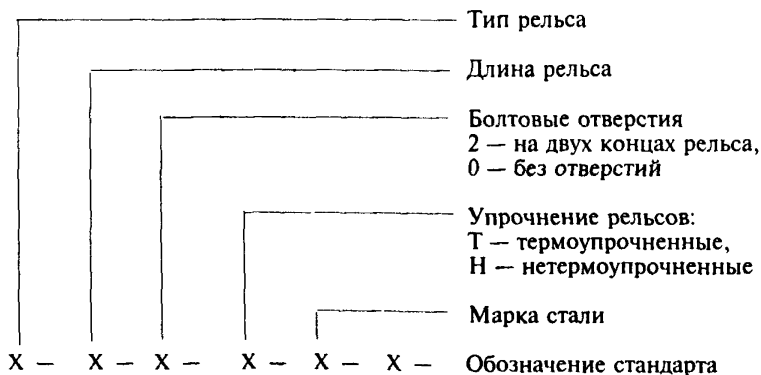 Тип рельса
Длина рельса
Болтовые отверстия
2 — на двух концах рельса,
0 — без отверстий
Упрочнение рельсов:
Т — термоупрочненные,
Н — нетермоупрочненные
Марка стали
Х — Х — Х — Х — Х — Х — Обозначение стандарта